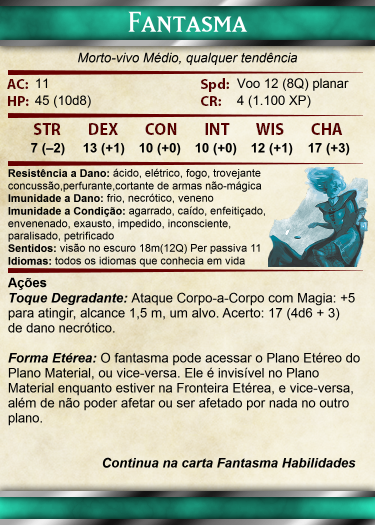 FANTASMA
Morto-vivo Médio, qualquer tendência
AC: 11 Spd: Voo 12 (8Q) planar
HP: 45 (10d8) CR: 4 (1.100 XP)
STR DEX CON INT WIS CHA
7 (–2) 13 (+1) 10 (+0) 10 (+0) 12 (+1) 17 (+3)
Resistência a Dano: ácido, elétrico, fogo, trovejante
concussão,perfurante,cortante de armas não-mágica
Imunidade a Dano: frio, necrótico, veneno
Imunidade a Condição: agarrado, caído, enfeitiçado,
envenenado, exausto, impedido, inconsciente,
paralisado, petrificado
Sentidos: visão no escuro 18m(12Q) Per passiva 11
Idiomas: todos os idiomas que conhecia em vida
Ações
Toque Degradante: Ataque Corpo-a-Corpo com Magia: +5
para atingir, alcance 1,5 m, um alvo. Acerto: 17 (4d6 + 3)
de dano necrótico.
Forma Etérea: O fantasma pode acessar o Plano Etéreo do
Plano Material, ou vice-versa. Ele é invisível no Plano
Material enquanto estiver na Fronteira Etérea, e vice-versa,
além de não poder afetar ou ser afetado por nada no outro
plano.
Continua na carta Fantasma Habilidades